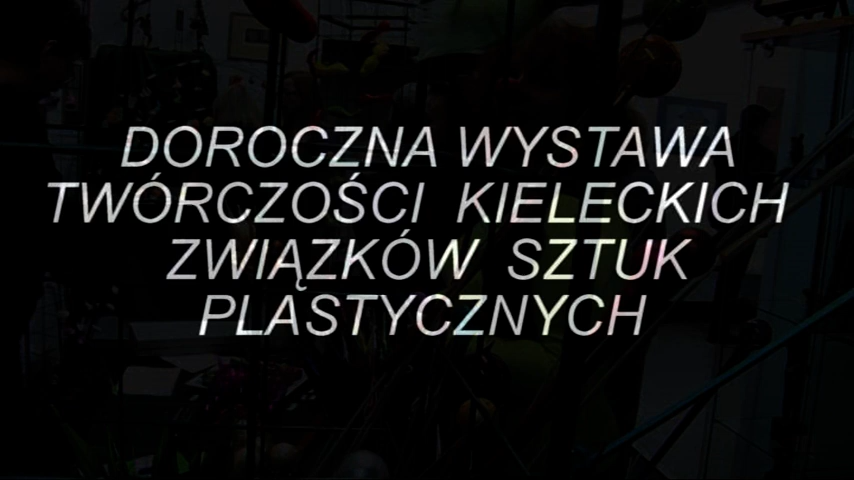 DOROCZNA WYSTAWA
TWÓRCZOŚCI KIELECKICH
ZWIĄZKÓW SZTUK
PLASTYCZNYCH